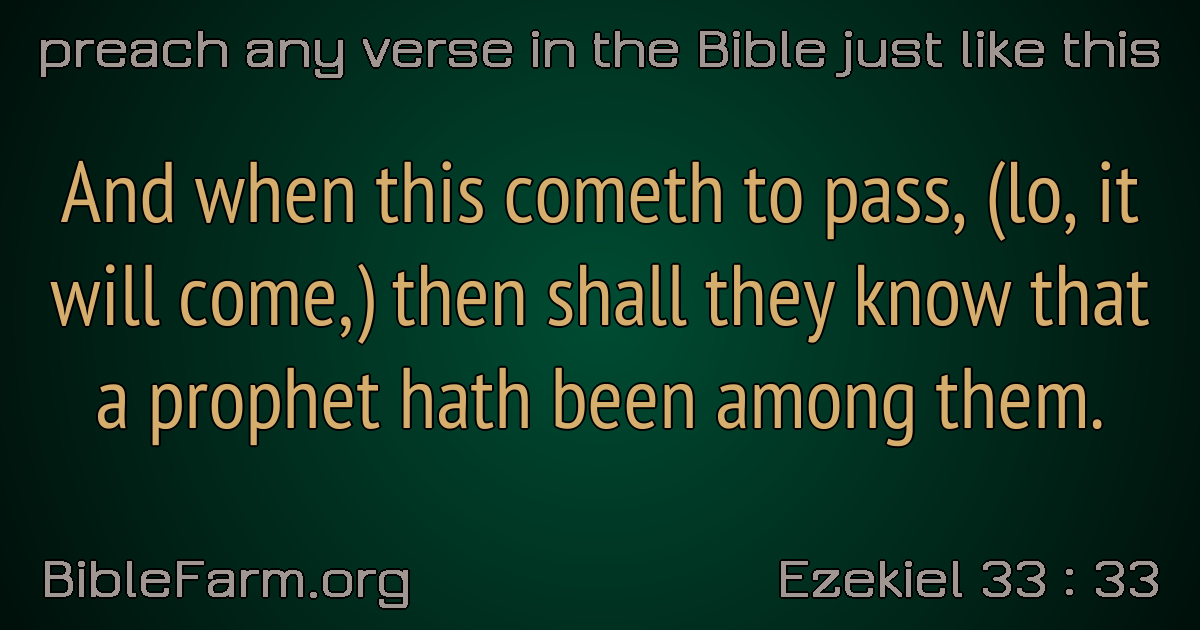 preach any verse in the Bible just like this
And when this cometh to pass, (lo, it
will come,) then shall they know that
a prophet hath been among them.
BibleFarm.org
Ezekiel 33 : 33